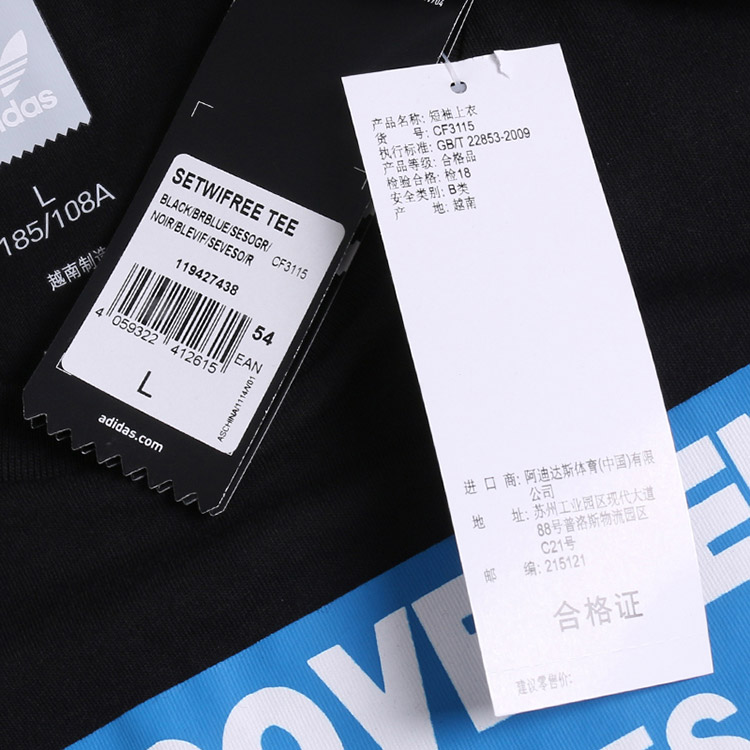 adidas
L
185/108A
越南制造
SETWIFREE TEE
BLACK/BRBLUE/SESOGR/
NOIR/BLEVIF/SEVESO/R
CF3115
119427438
4 059322 412615
54
EAN
L
ASCHINA/1114/V01
adidas.com
产品名称: 短袖上衣
货 号: CF3115
执行标准: GB/T 22853-2009
产品等级: 合格品
检验合格: 检18
安全类别: B类
产 地: 越南
进 口 商: 阿迪达斯体育(中国)有限
公司
地 址: 苏州工业园区现代大道
88号普洛斯物流园区
C21号
邮 编: 215121
合格证
建议零售价: